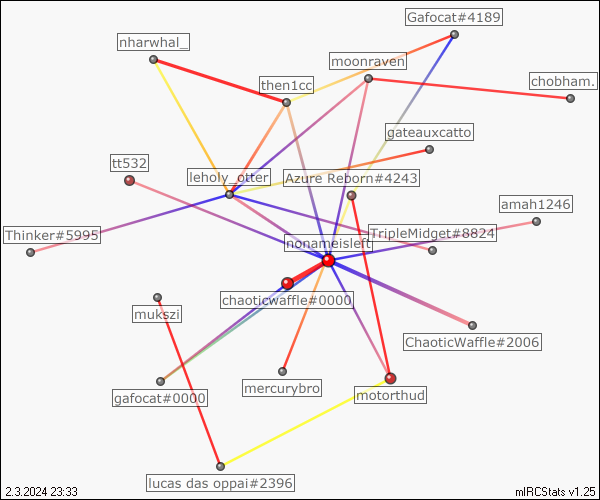 Gafocat#4189
nharwhal_
moonraven
chobham.
then1cc
gateauxcatto
tt532
leholy_otter
Azure Reborn#4243
amah1246
Thinker#5995
TripleMidget#8824
nonameisleft
chaoticwaffle#0000
mukszi
ChaoticWaffle#2006
mercurybro
motorthud
gafocat#0000
lucas das oppai#2396
2.3.2024 23:33
mIRCStats v1.25